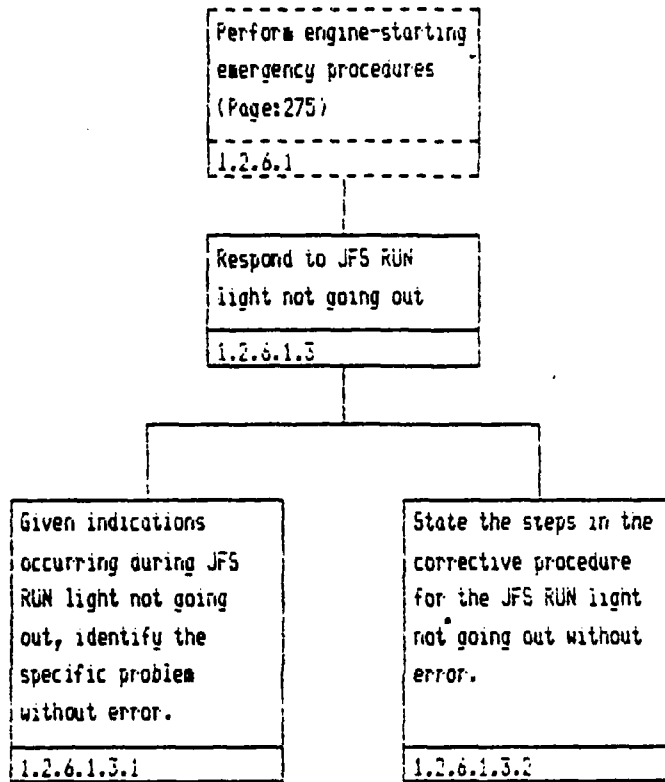 Perform engine-starting
emergency procedures
(Page:275)
1.2.6.1
Respond to JFS RUN
light not going out
1.2.6.1.3
Given indications
occurring during JFS
RUN light not going
out, identify the
specific problem
without error.
1.2.6.1.3.1
State the steps in the
corrective procedure
for the JFS RUN light
not going out without
error.
1.2.6.1.3.2